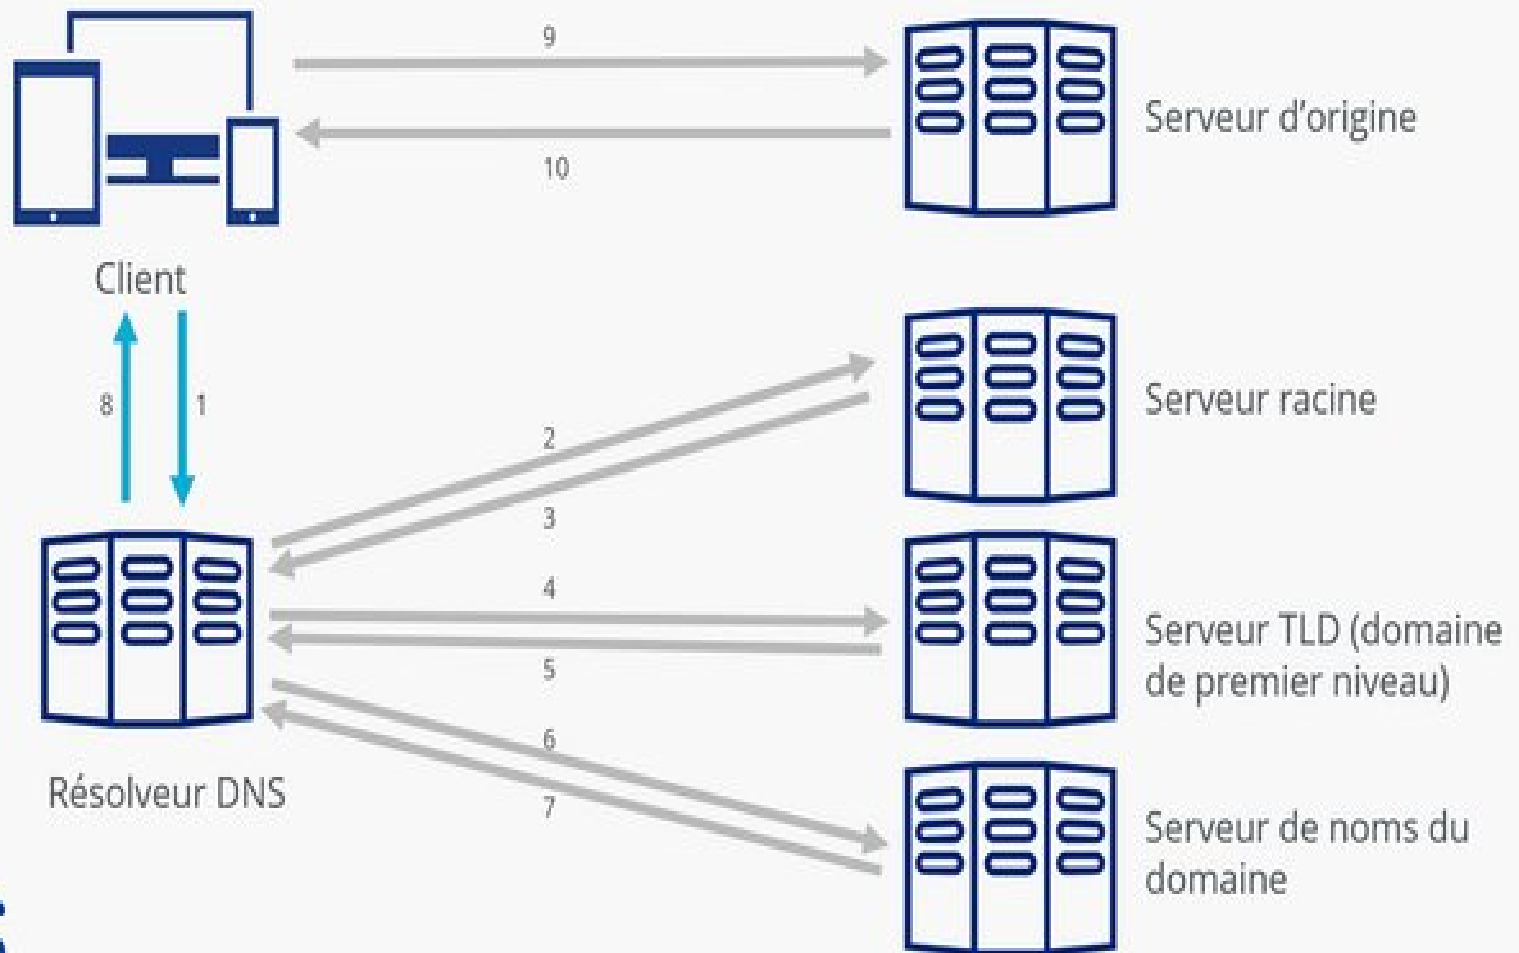 9
Serveur d'origine
10
Client
8
1
Serveur racine
2
3
4
Serveur TLD (domaine
de premier niveau)
5
6
Résolveur DNS
7
Serveur de noms du
domaine